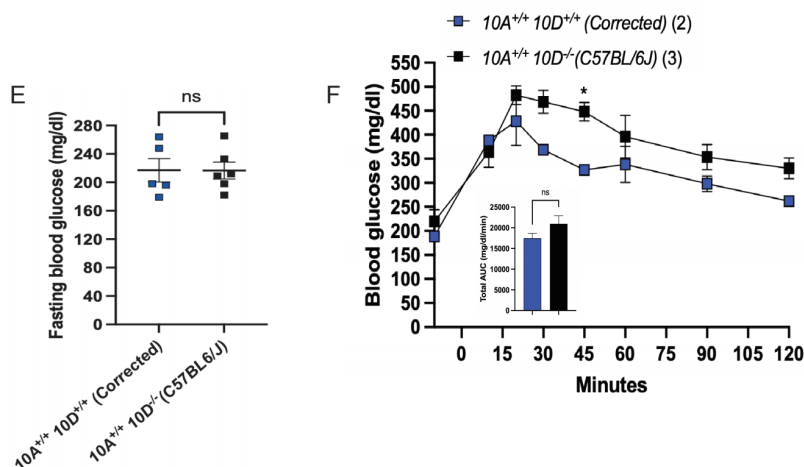 E
ns
Fasting blood glucose (mg/dl)
280
240
200
160
120
80
40
0
10A+/+ 10D+/+ (Corrected)
10A+/+ 10D-/- (C57BL6/J)
F
10A+/+ 10D+/+ (Corrected) (2)
10A+/+ 10D-/-(C57BL/6J) (3)
Blood glucose (mg/dl)
550
500
450
400
350
300
250
200
150
100
50
0
*
ns
Total AUC (mg/dl/min)
25000
20000
15000
10000
5000
0
0 15 30 45 60 75 90 105 120
Minutes